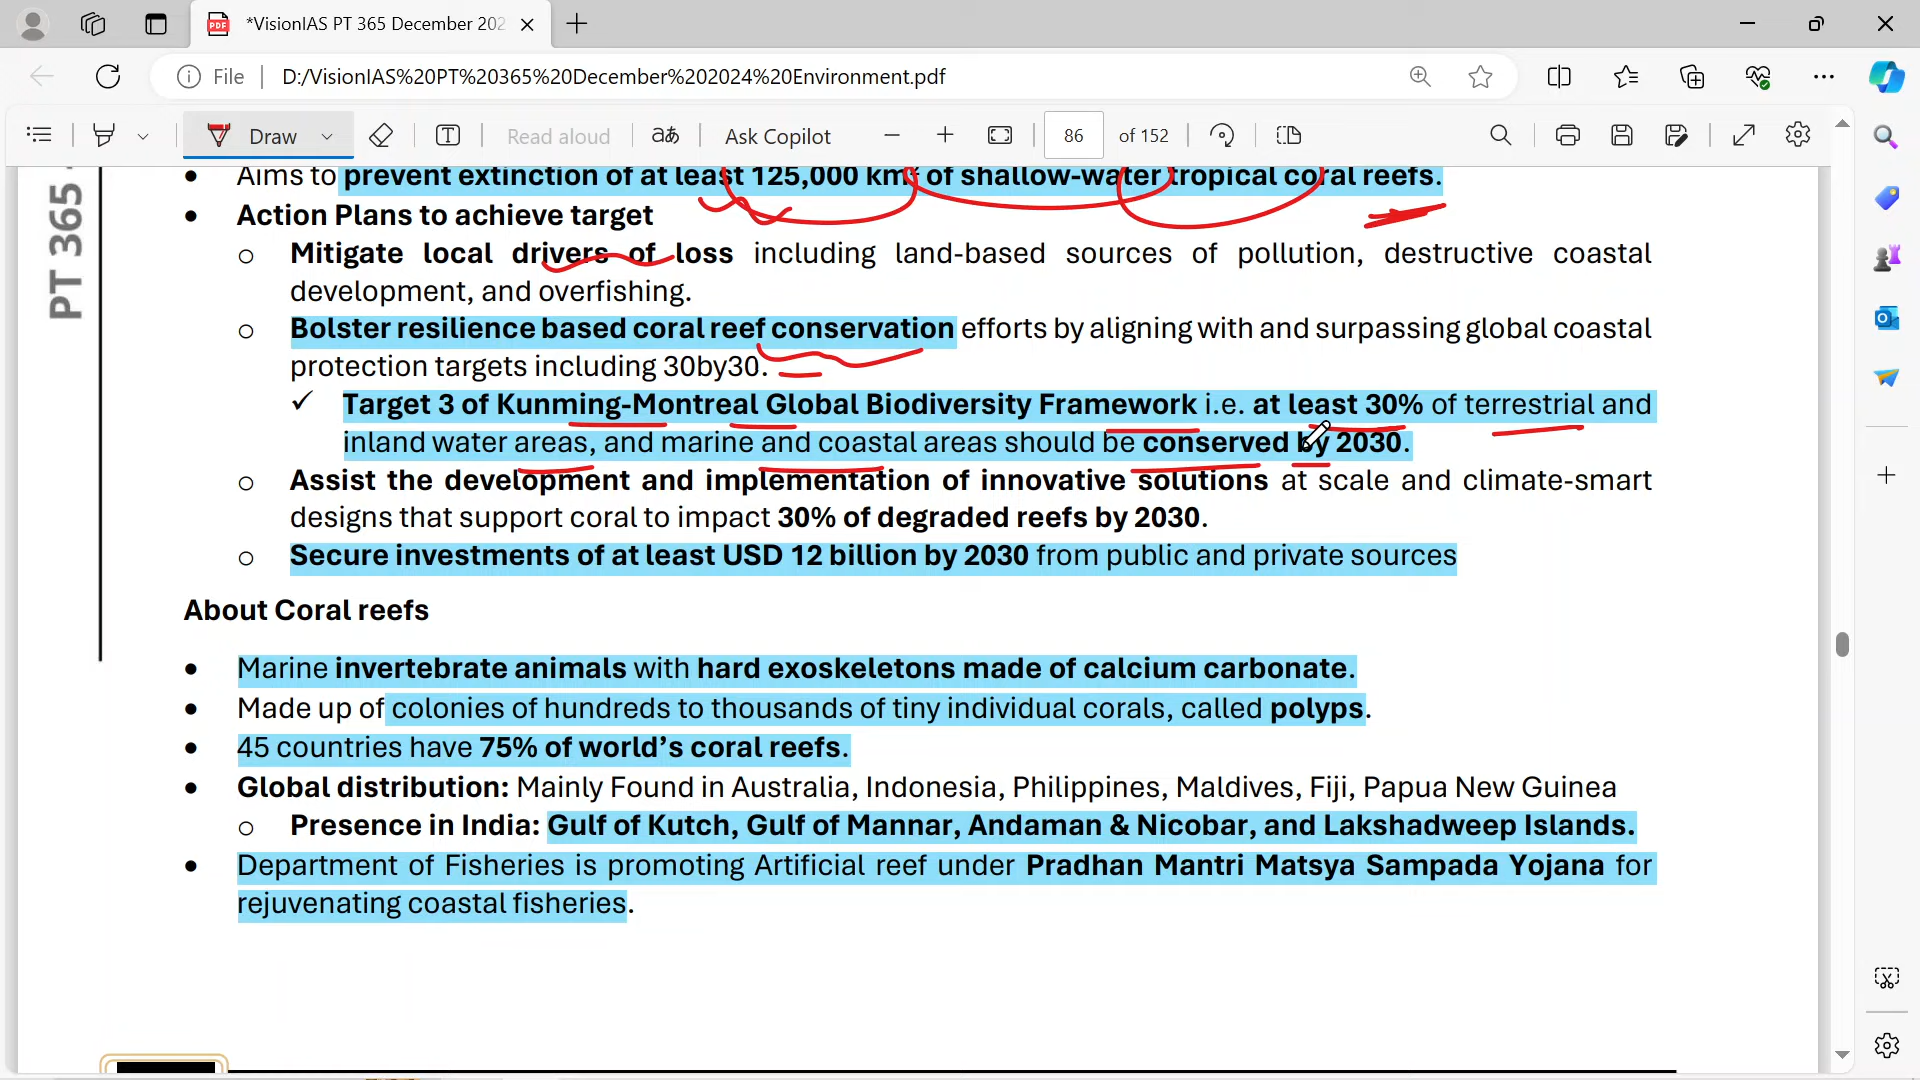 *VisionIAS PT 365 December 202
File
D:/VisionIAS%20PT%20365%20December%202024%20Environment.pdf
Draw
Read aloud
aあ
Ask Copilot
86
of 152
PT 365
• Aims to prevent extinction of at least 125,000 km² of shallow-water tropical coral reefs.
• Action Plans to achieve target
o Mitigate local drivers of loss including land-based sources of pollution, destructive coastal
development, and overfishing.
o Bolster resilience based coral reef conservation efforts by aligning with and surpassing global coastal
protection targets including 30by30.
✓ Target 3 of Kunming-Montreal Global Biodiversity Framework i.e. at least 30% of terrestrial and
inland water areas, and marine and coastal areas should be conserved by 2030.
o Assist the development and implementation of innovative solutions at scale and climate-smart
designs that support coral to impact 30% of degraded reefs by 2030.
o Secure investments of at least USD 12 billion by 2030 from public and private sources
About Coral reefs
• Marine invertebrate animals with hard exoskeletons made of calcium carbonate.
• Made up of colonies of hundreds to thousands of tiny individual corals, called polyps.
• 45 countries have 75% of world’s coral reefs.
• Global distribution: Mainly Found in Australia, Indonesia, Philippines, Maldives, Fiji, Papua New Guinea
o Presence in India: Gulf of Kutch, Gulf of Mannar, Andaman & Nicobar, and Lakshadweep Islands.
• Department of Fisheries is promoting Artificial reef under Pradhan Mantri Matsya Sampada Yojana for
rejuvenating coastal fisheries.